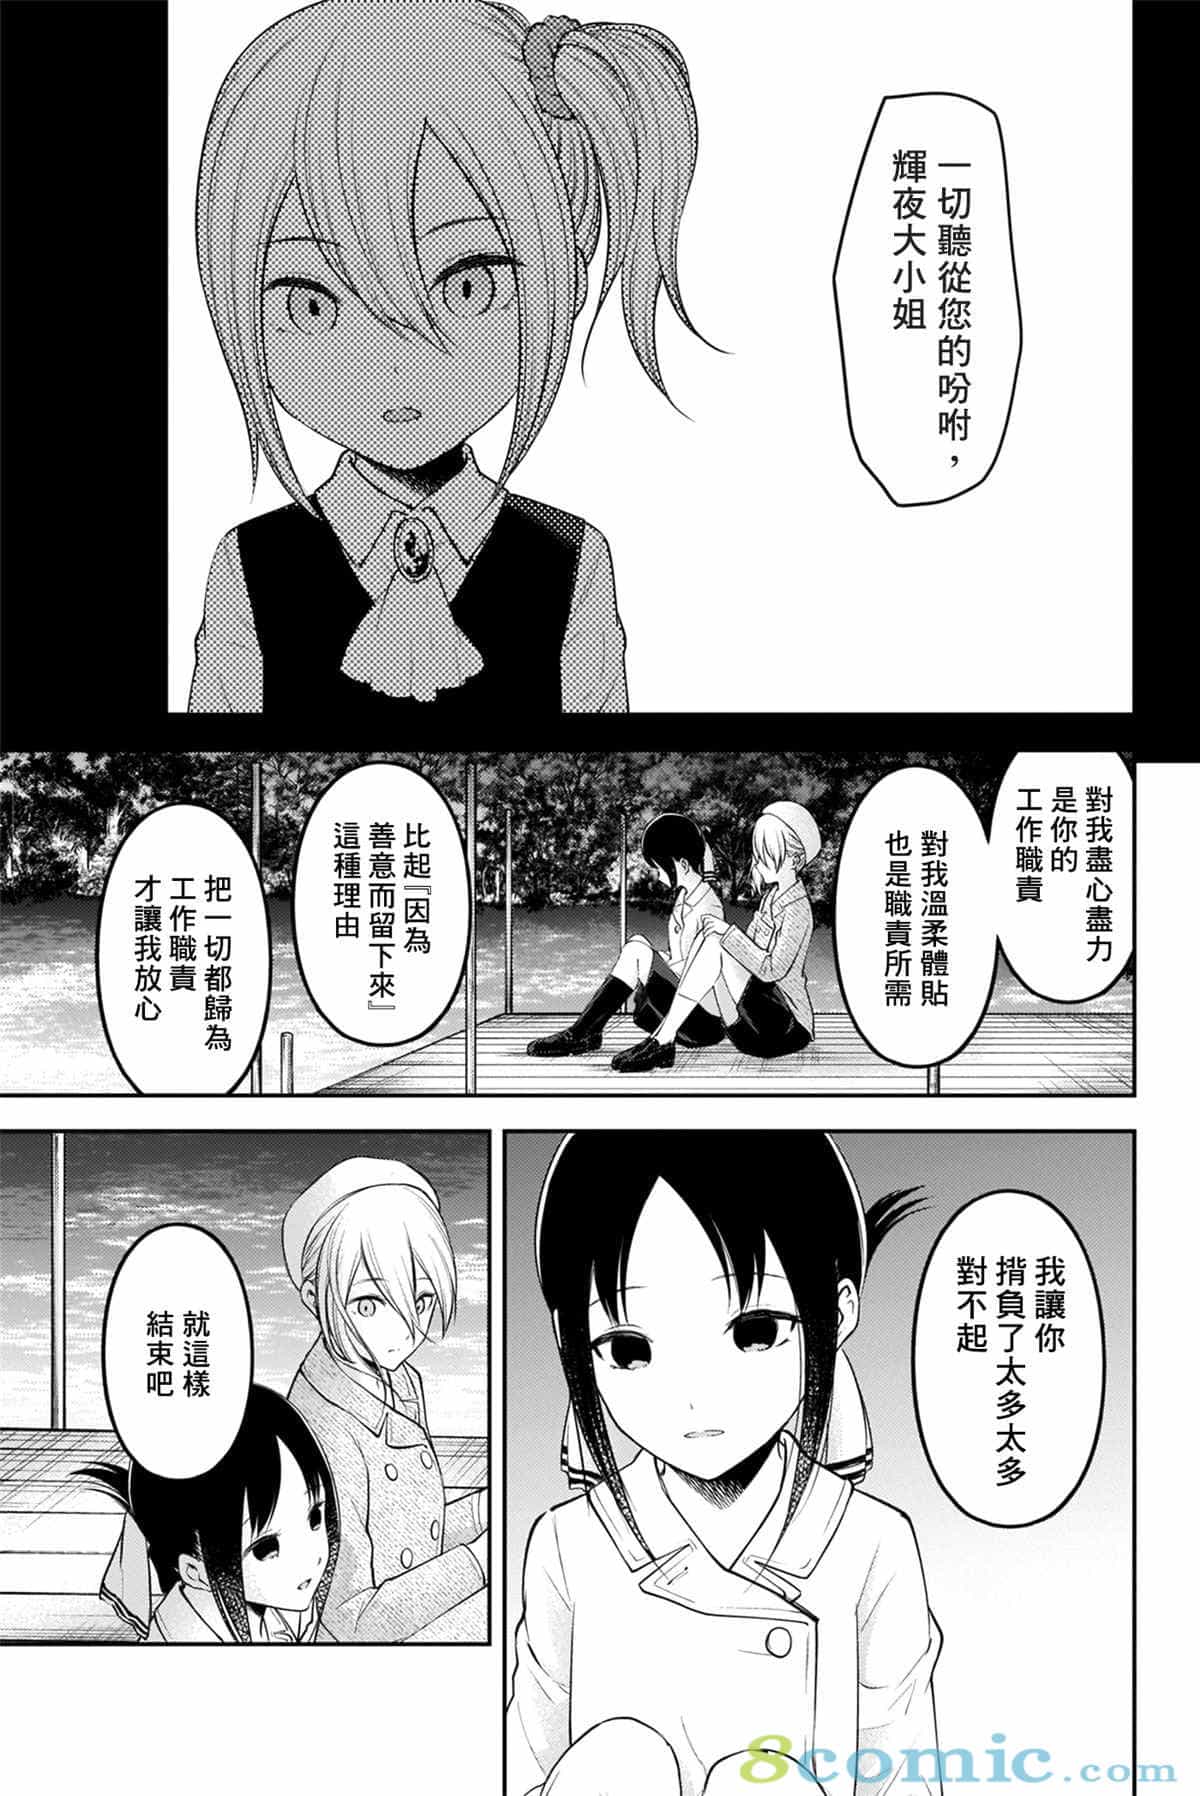 一切聽從您的吩咐，
輝夜大小姐
對我盡心盡力
是你的
工作職責
對我溫柔體貼
也是職責所需
比起『因為
善意而留下來』
這種理由
把一切都歸為
工作職責
才讓我放心
我讓你
揹負了太多太多
對不起
就這樣
結束吧
8comic.com